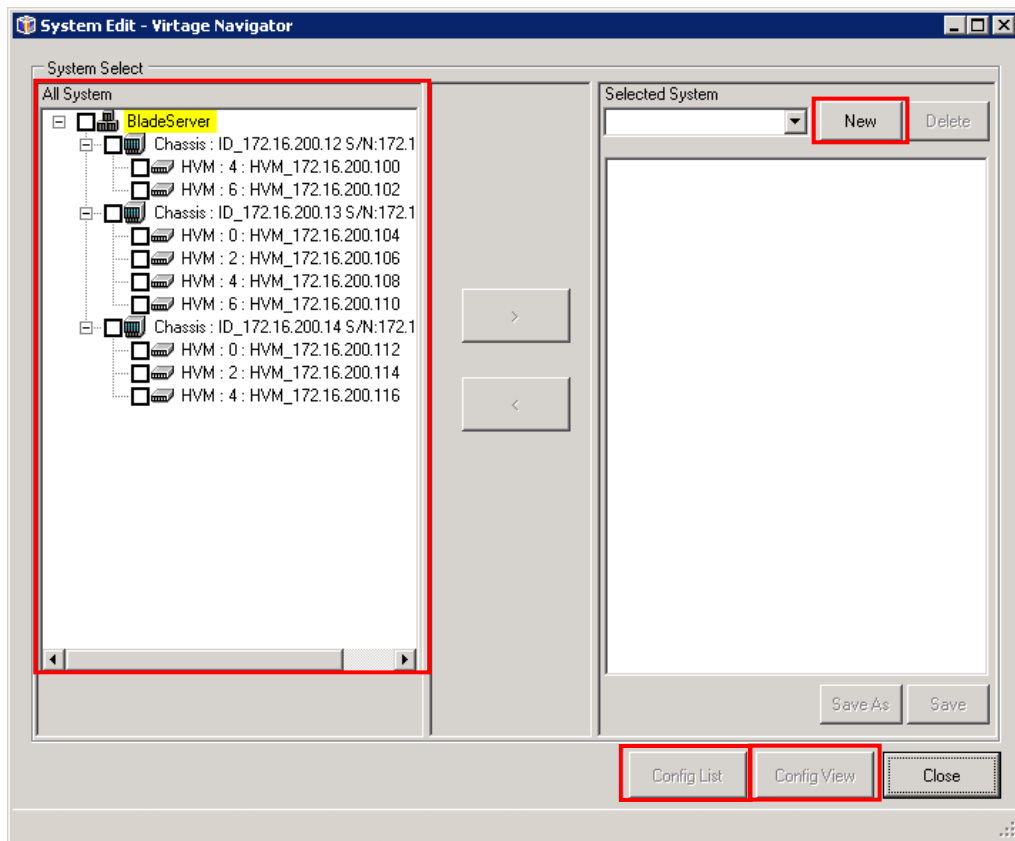 System Edit - Virtage Navigator
System Select
All System
BladeServer
Chassis : ID_172.16.200.12 S/N:172.1
HVM : 4 : HVM_172.16.200.100
HVM : 6 : HVM_172.16.200.102
Chassis : ID_172.16.200.13 S/N:172.1
HVM : 0 : HVM_172.16.200.104
HVM : 2 : HVM_172.16.200.106
HVM : 4 : HVM_172.16.200.108
HVM : 6 : HVM_172.16.200.110
Chassis : ID_172.16.200.14 S/N:172.1
HVM : 0 : HVM_172.16.200.112
HVM : 2 : HVM_172.16.200.114
HVM : 4 : HVM_172.16.200.116
>
<
Selected System
New
Delete
Save As
Save
Config List
Config View
Close